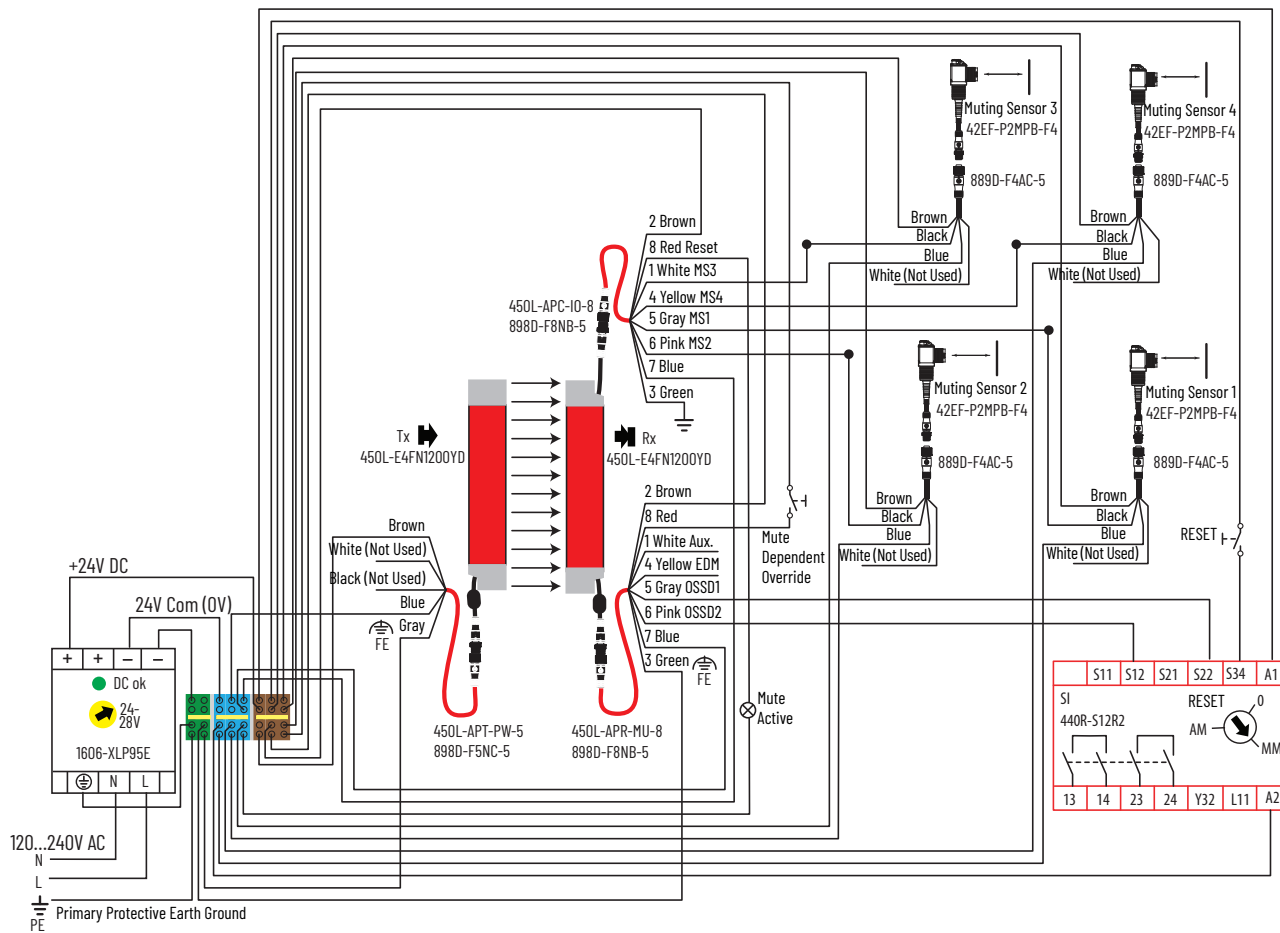 Muting Sensor 3
42EF-P2MPB-F4
889D-F4AC-5
Brown
Black
Blue
White (Not Used)
Muting Sensor 4
42EF-P2MPB-F4
889D-F4AC-5
Brown
Black
Blue
White (Not Used)
2 Brown
8 Red Reset
1 White MS3
4 Yellow MS4
5 Gray MS1
6 Pink MS2
7 Blue
3 Green
450L-APC-IO-8
898D-F8NB-5
Muting Sensor 2
42EF-P2MPB-F4
889D-F4AC-5
Brown
Black
Blue
White (Not Used)
Muting Sensor 1
42EF-P2MPB-F4
889D-F4AC-5
Brown
Black
Blue
White (Not Used)
Tx
450L-E4FN1200YD
Rx
450L-E4FN1200YD
2 Brown
8 Red
1 White Aux.
4 Yellow EDM
5 Gray OSSD1
6 Pink OSSD2
7 Blue
3 Green
FE
Mute
Dependent
Override
RESET
Brown
White (Not Used)
Black (Not Used)
Blue
Gray
FE
+24V DC
24V Com (0V)
+ + – –
DC ok
24-
28V
1606-XLP95E
N L
450L-APT-PW-5
898D-F5NC-5
450L-APR-MU-8
898D-F8NB-5
Mute
Active
S11 S12 S21 S22 S34 A1
SI
440R-S12R2
RESET
0
AM
MM
13 14 23 24 Y32 L11 A2
120...240V AC
N
L
PE
Primary Protective Earth Ground